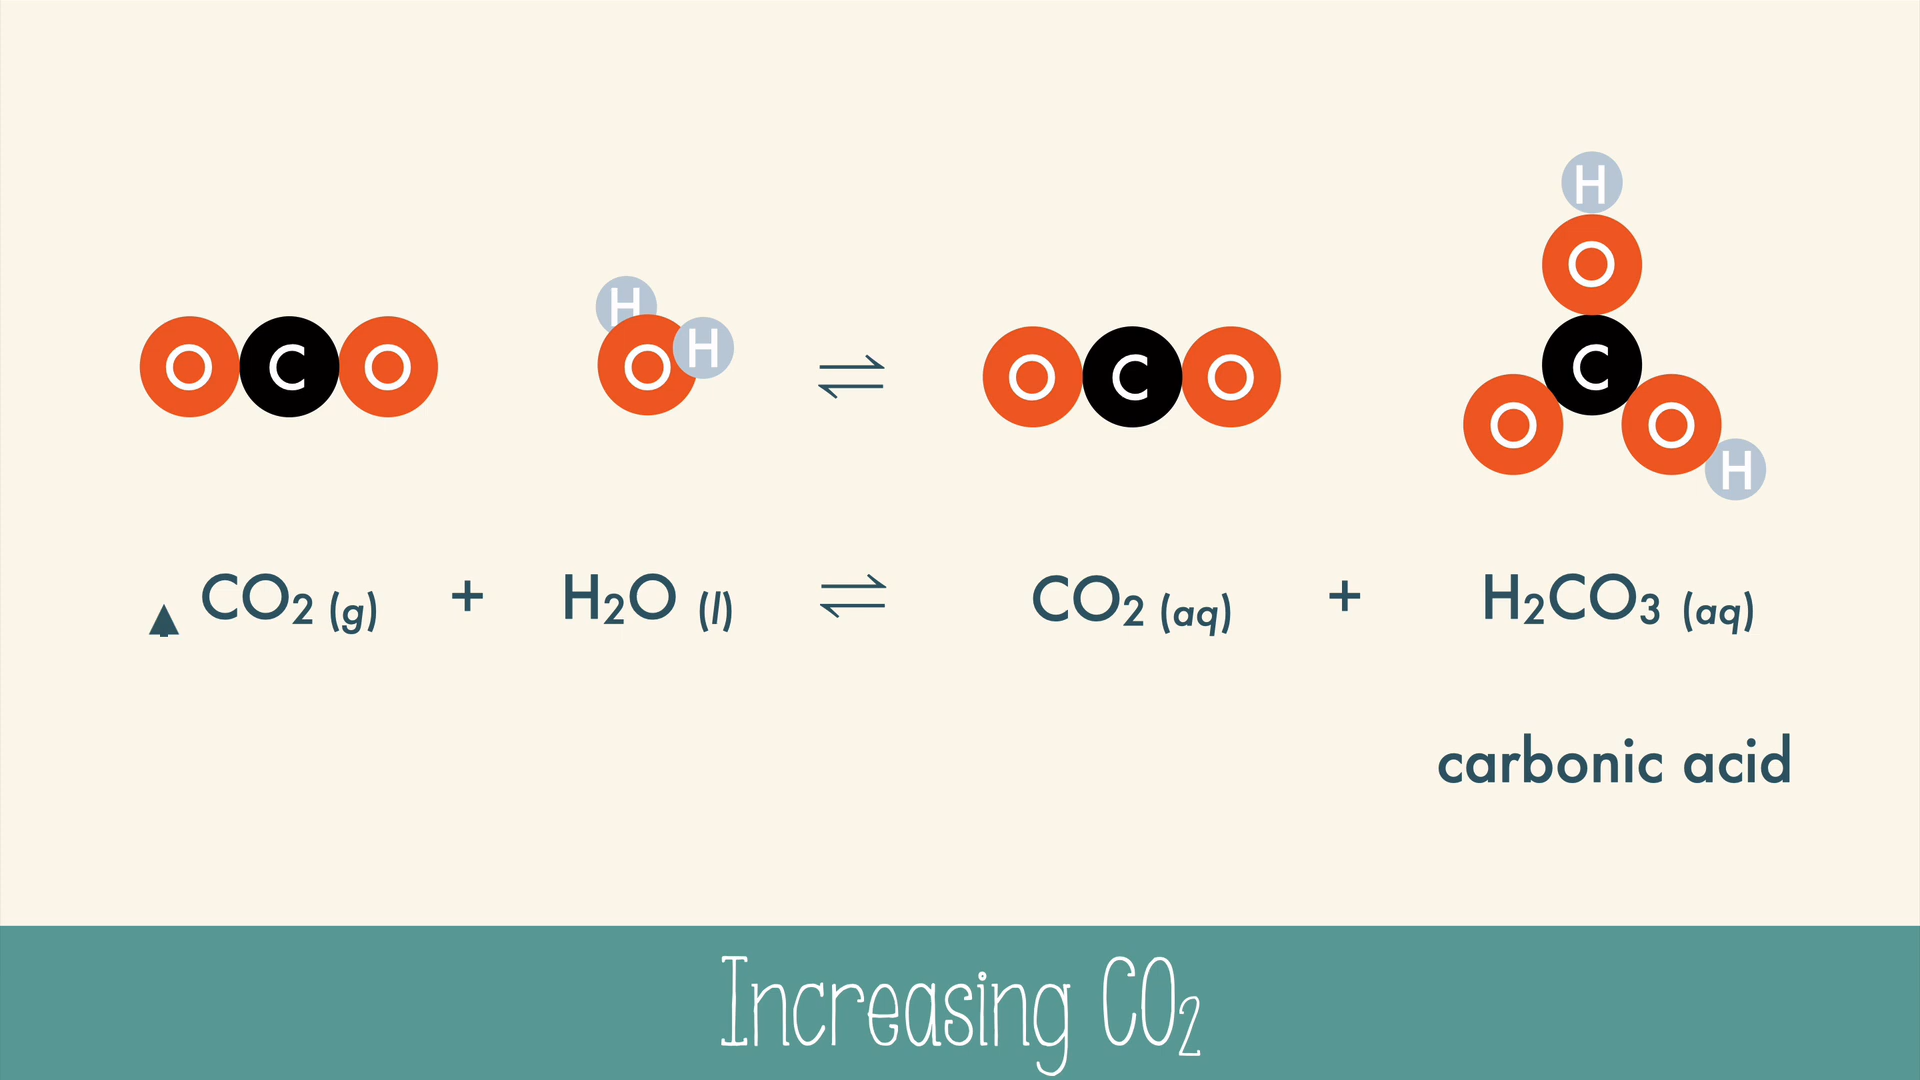 H
O
H
O C O
H
O
H
⇌
O C O
C
O
O
H
CO₂ (g) + H₂O (l) ⇌ CO₂ (aq) + H₂CO₃ (aq)
carbonic acid
Increasing CO₂